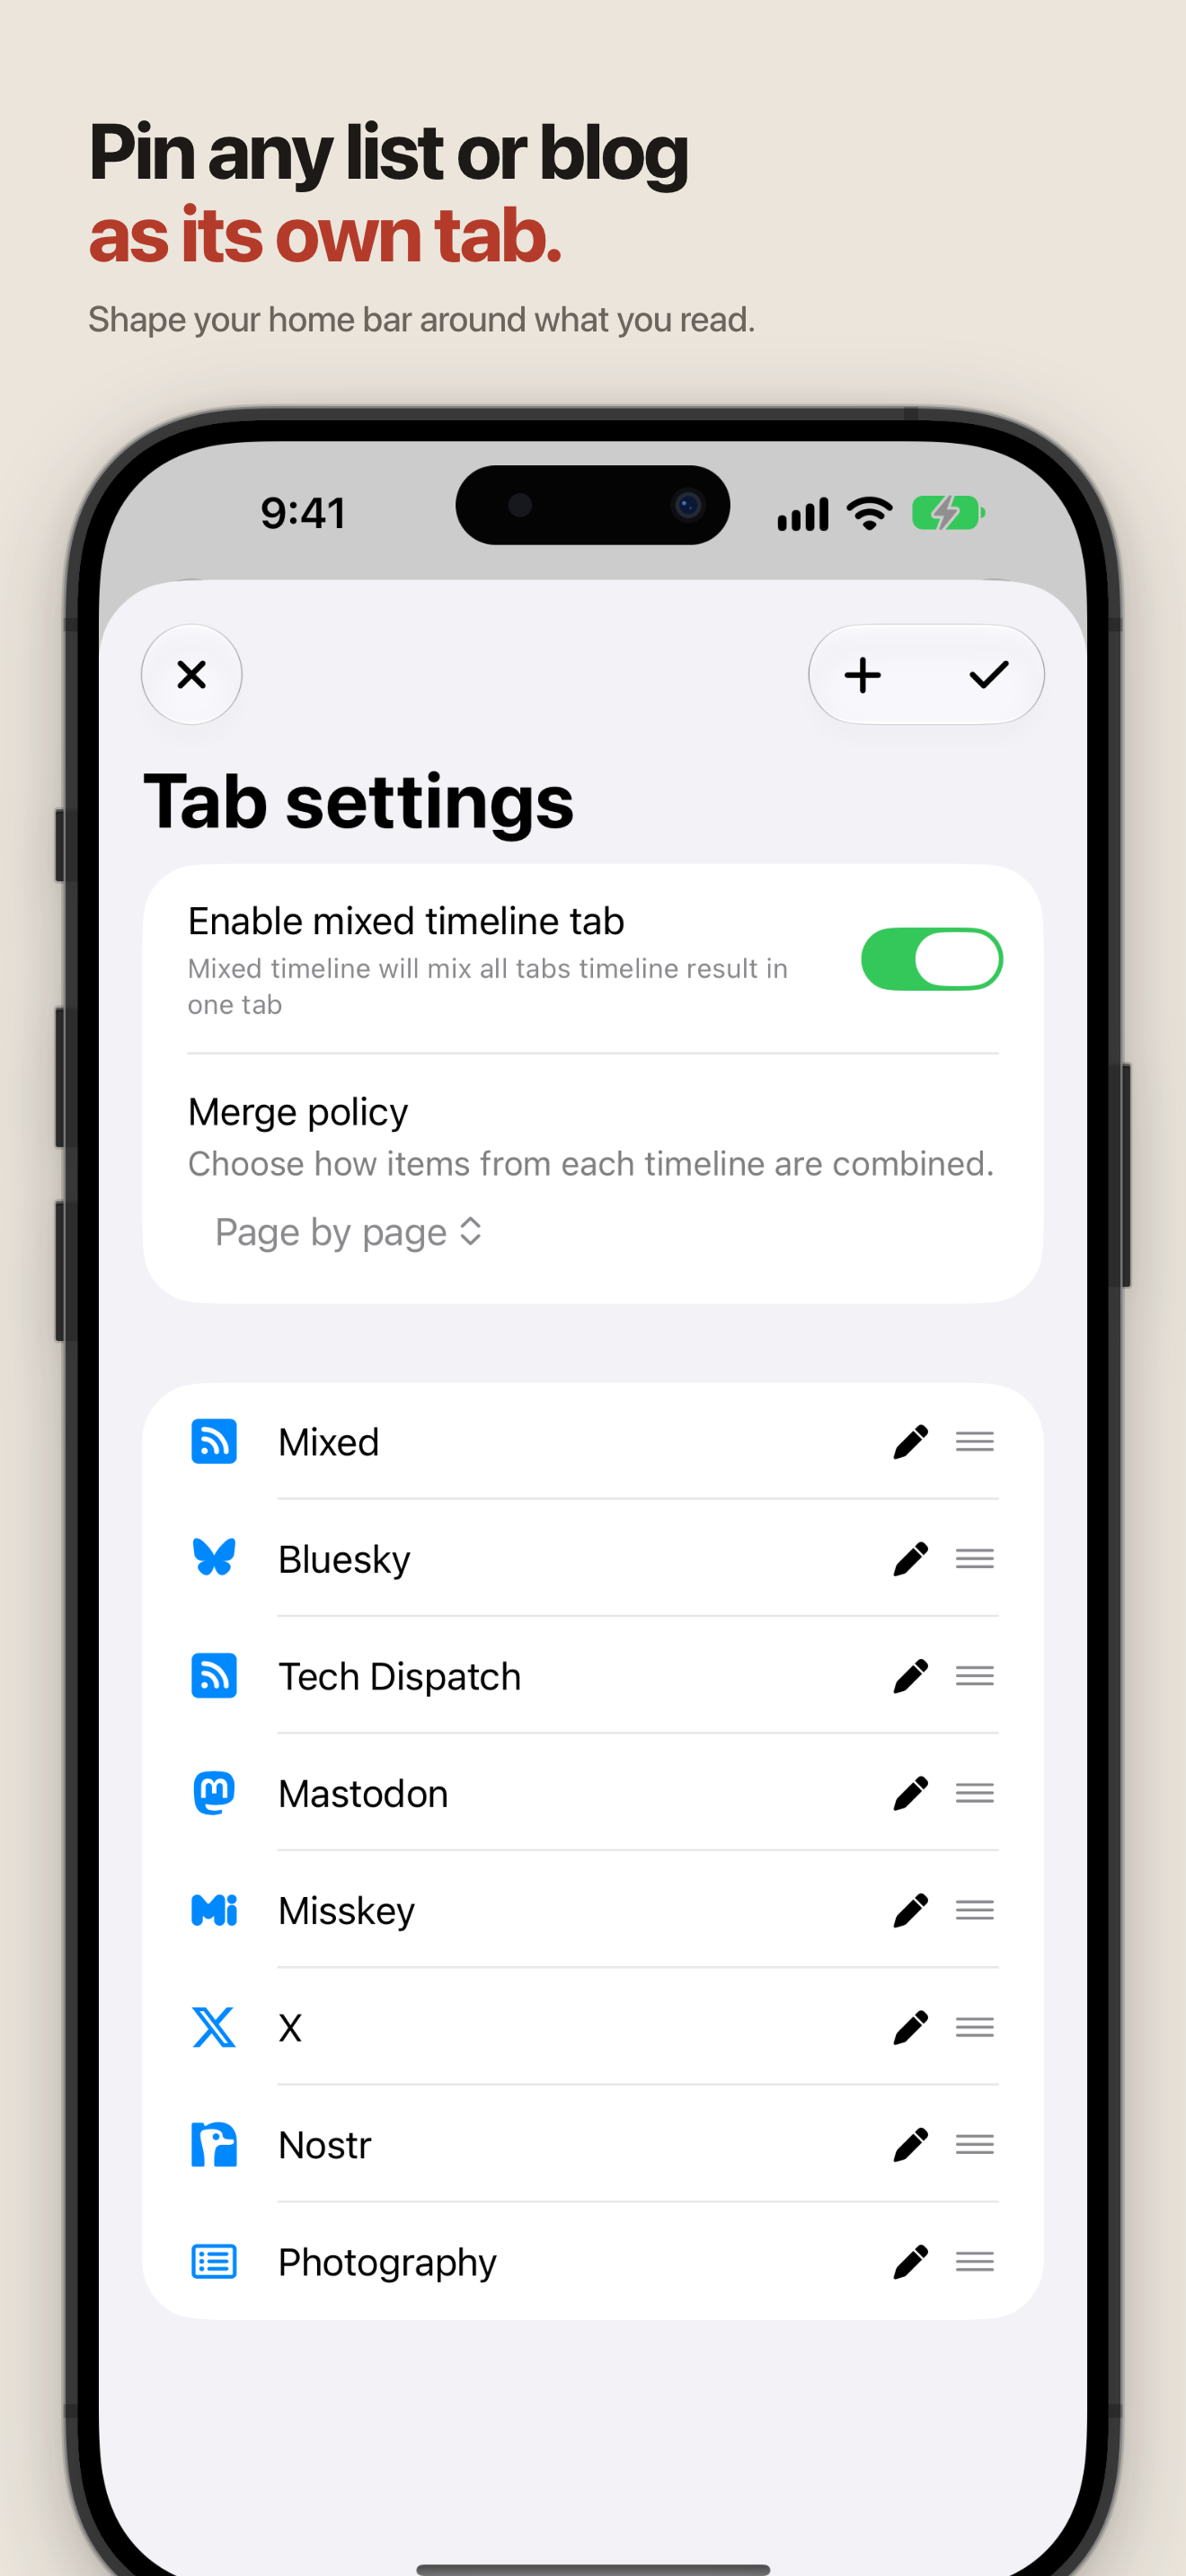 Pin any list or blog
as its own tab.
Shape your home bar around what you read.
9:41
Tab settings
Enable mixed timeline tab
Mixed timeline will mix all tabs timeline result in
one tab
Merge policy
Choose how items from each timeline are combined.
Page by page
Mixed
Bluesky
Tech Dispatch
Mastodon
Misskey
X
Nostr
Photography